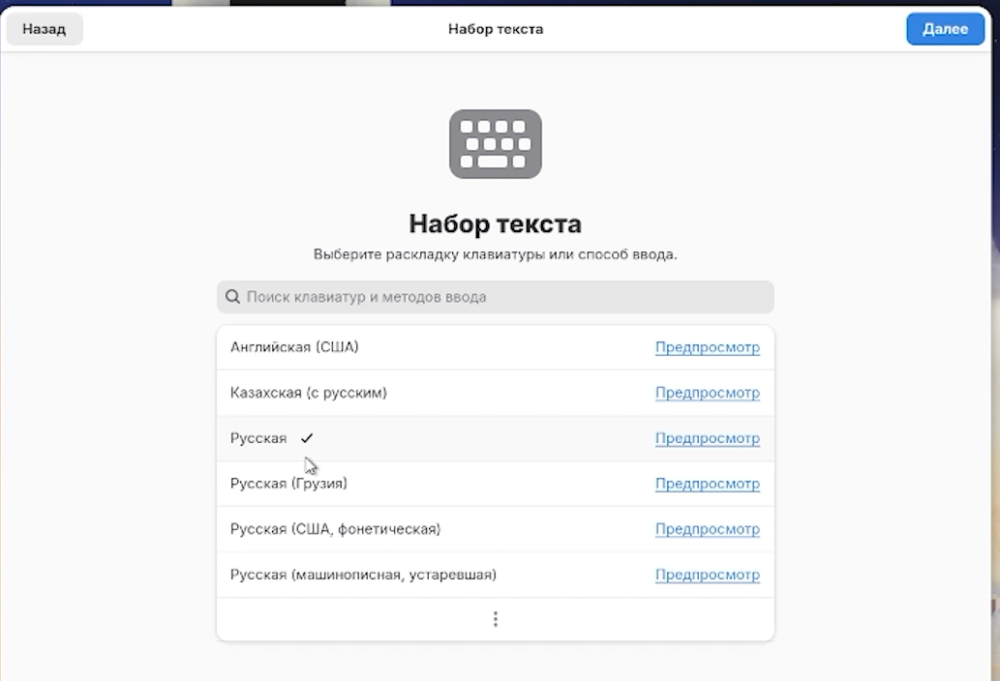 Назад
Набор текста
Далее
Набор текста
Выберите раскладку клавиатуры или способ ввода.
Поиск клавиатур и методов ввода
Английская (США) Предпросмотр
Казахская (с русским) Предпросмотр
Русская Предпросмотр
Русская (Грузия) Предпросмотр
Русская (США, фонетическая) Предпросмотр
Русская (машинописная, устаревшая) Предпросмотр